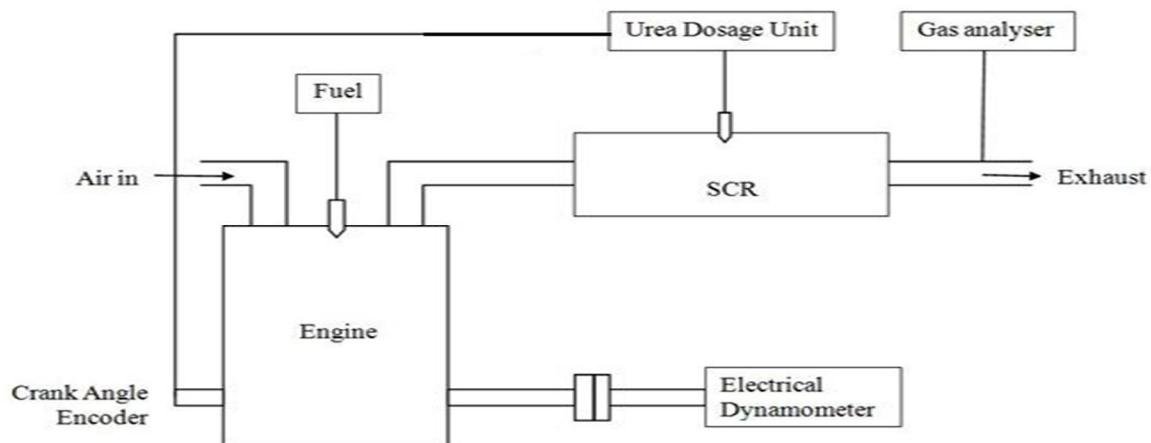 Urea Dosage Unit
Gas analyser
Fuel
Air in
SCR
Exhaust
Engine
Crank Angle
Encoder
Electrical
Dynamometer